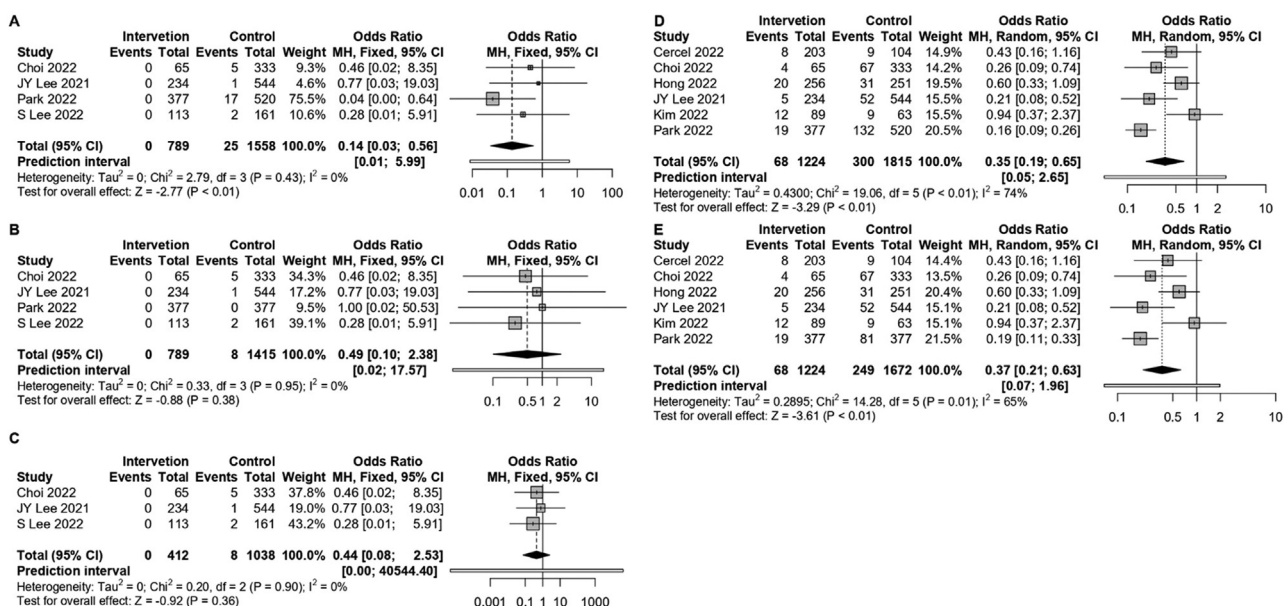 A
Intervetion Control Odds Ratio Odds Ratio
Study Events Total Events Total Weight MH, Fixed, 95% CI MH, Fixed, 95% CI
Choi 2022 0 65 5 333 9.3% 0.46 [0.02; 8.35]
JY Lee 2021 0 234 1 544 4.6% 0.77 [0.03; 19.03]
Park 2022 0 377 17 520 75.5% 0.04 [0.00; 0.64]
S Lee 2022 0 113 2 161 10.6% 0.28 [0.01; 5.91]
Total (95% CI) 0 789 25 1558 100.0% 0.14 [0.03; 0.56]
Prediction interval [0.01; 5.99]
Heterogeneity: Tau² = 0; Chi² = 2.79, df = 3 (P = 0.43); I² = 0%
Test for overall effect: Z = -2.77 (P < 0.01)
0.1 1 10 100
B
Intervetion Control Odds Ratio Odds Ratio
Study Events Total Events Total Weight MH, Fixed, 95% CI MH, Fixed, 95% CI
Choi 2022 0 65 5 333 34.3% 0.46 [0.02; 8.35]
JY Lee 2021 0 234 1 544 17.2% 0.77 [0.03; 19.03]
Park 2022 0 377 0 377 9.5% 1.00 [0.02; 50.53]
S Lee 2022 0 113 2 161 39.1% 0.28 [0.01; 5.91]
Total (95% CI) 0 789 8 1415 100.0% 0.49 [0.10; 2.38]
Prediction interval [0.02; 17.57]
Heterogeneity: Tau² = 0; Chi² = 0.33, df = 3 (P = 0.95); I² = 0%
Test for overall effect: Z = -0.88 (P = 0.38)
0.1 0.5 1 2 10
C
Intervetion Control Odds Ratio Odds Ratio
Study Events Total Events Total Weight MH, Fixed, 95% CI MH, Fixed, 95% CI
Choi 2022 0 65 5 333 37.8% 0.46 [0.02; 8.35]
JY Lee 2021 0 234 1 544 19.0% 0.77 [0.03; 19.03]
S Lee 2022 0 113 2 161 43.2% 0.28 [0.01; 5.91]
Total (95% CI) 0 412 8 1038 100.0% 0.44 [0.08; 2.53]
Prediction interval [0.00; 40544.40]
Heterogeneity: Tau² = 0; Chi² = 0.20, df = 2 (P = 0.90); I² = 0%
Test for overall effect: Z = -0.92 (P = 0.36)
0.001 0.1 1 10 1000
D
Intervetion Control Odds Ratio Odds Ratio
Study Events Total Events Total Weight MH, Random, 95% CI MH, Random, 95% CI
Cercel 2022 8 203 9 104 14.9% 0.43 [0.16; 1.16]
Choi 2022 4 65 67 333 13.8% 0.26 [0.09; 0.74]
Hong 2022 20 256 31 251 20.2% 0.60 [0.33; 1.09]
JY Lee 2021 5 234 52 544 15.5% 0.21 [0.08; 0.52]
Kim 2022 12 89 9 63 15.1% 0.94 [0.37; 2.37]
Park 2022 19 377 132 520 20.5% 0.16 [0.09; 0.26]
Total (95% CI) 68 1224 300 1815 100.0% 0.35 [0.19; 0.65]
Prediction interval [0.05; 2.65]
Heterogeneity: Tau² = 0.4300; Chi² = 19.06, df = 5 (P < 0.01); I² = 74%
Test for overall effect: Z = -3.29 (P < 0.01)
0.1 0.5 1 2 10
E
Intervetion Control Odds Ratio Odds Ratio
Study Events Total Events Total Weight MH, Random, 95% CI MH, Random, 95% CI
Cercel 2022 8 203 9 104 14.4% 0.43 [0.16; 1.16]
Choi 2022 4 65 67 333 13.2% 0.26 [0.09; 0.74]
Hong 2022 20 256 31 251 20.4% 0.60 [0.33; 1.09]
JY Lee 2021 5 234 52 544 15.4% 0.21 [0.08; 0.52]
Kim 2022 12 89 9 63 15.1% 0.94 [0.37; 2.37]
Park 2022 19 377 81 377 21.5% 0.19 [0.11; 0.33]
Total (95% CI) 68 1224 249 1672 100.0% 0.37 [0.21; 0.63]
Prediction interval [0.07; 1.96]
Heterogeneity: Tau² = 0.2895; Chi² = 14.28, df = 5 (P = 0.01); I² = 65%
Test for overall effect: Z = -3.61 (P < 0.01)
0.1 0.5 1 2 10